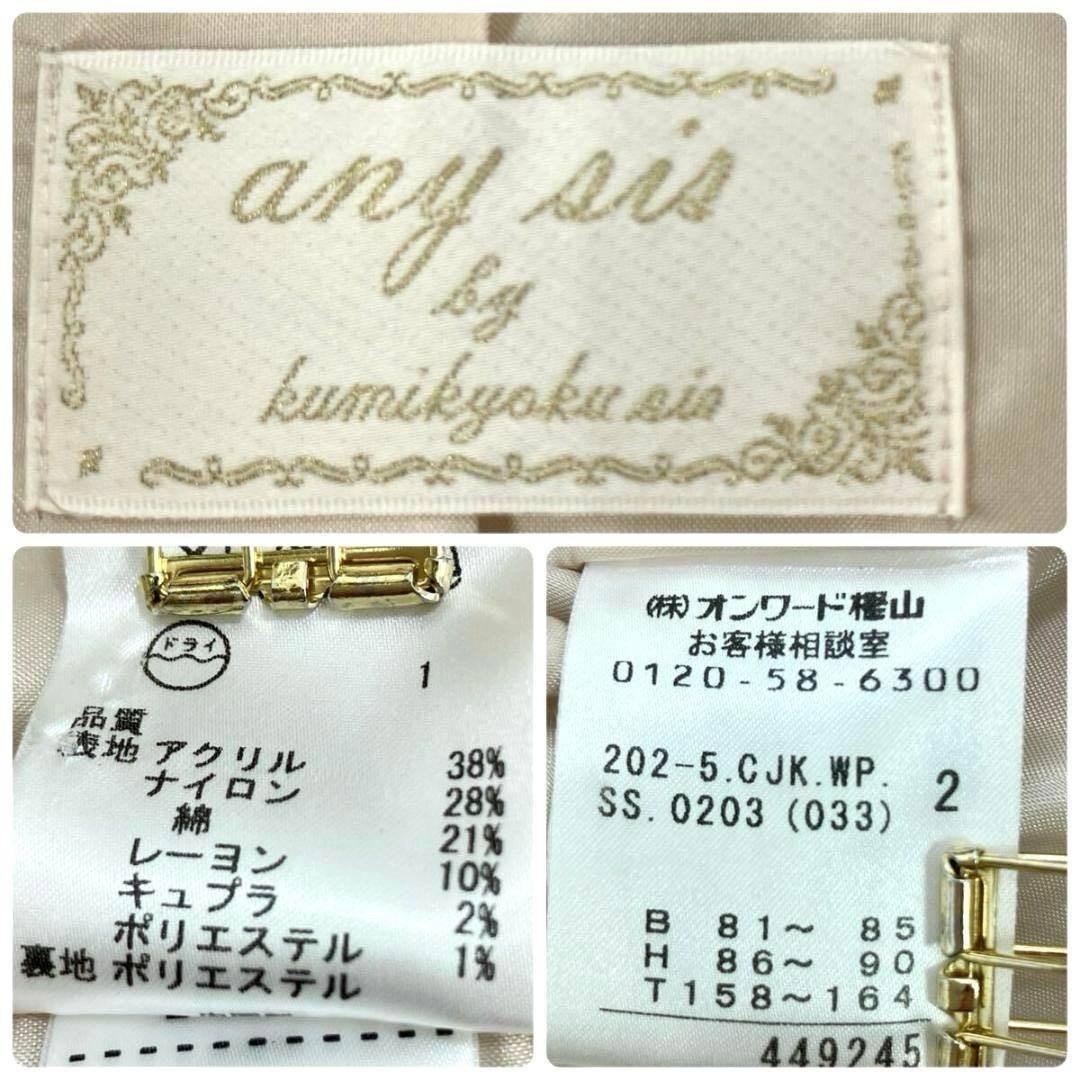 any sis
by
kumikyoku sis
ドライ
1
品質
表地 アクリル 38%
ナイロン 28%
綿 21%
レーヨン 10%
キュプラ 2%
ポリエステル 1%
裏地 ポリエステル
(株)オンワード樫山
お客様相談室
0120-58-6300
202-5.CJK.WP. 2
SS.0203 (033)
B 81~ 85
H 86~ 90
T158~164
449245